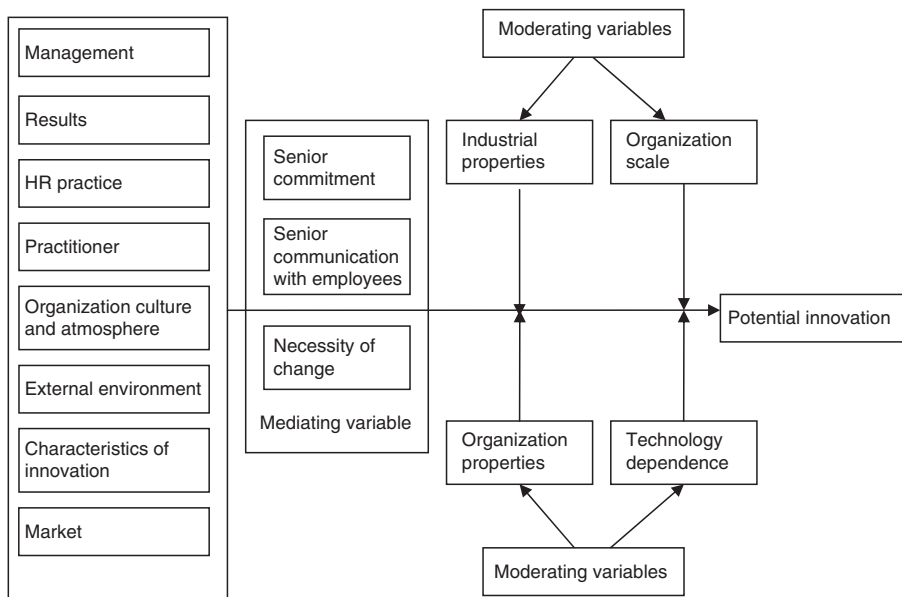 Management
Results
HR practice
Practitioner
Organization culture
and atmosphere
External environment
Characteristics of
innovation
Market
Senior
commitment
Senior
communication
with employees
Necessity of
change
Mediating variable
Moderating variables
Industrial
properties
Organization
scale
Organization
properties
Technology
dependence
Moderating variables
Potential innovation